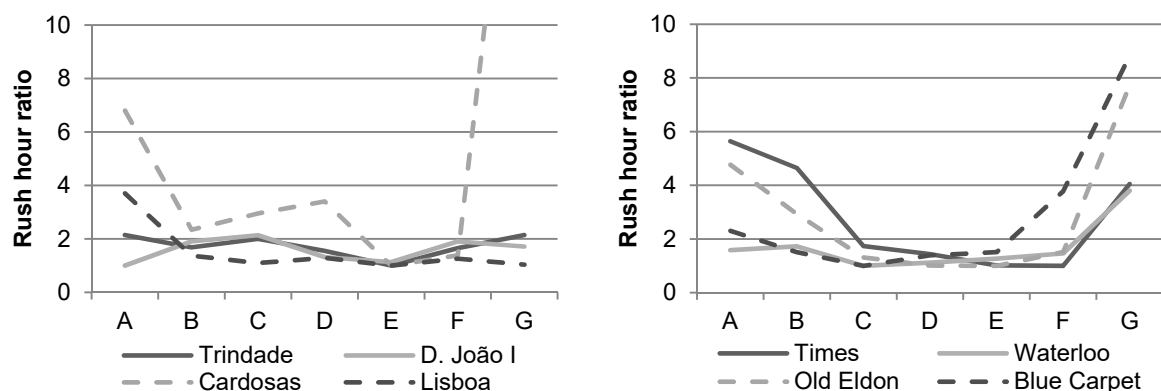 10
8
6
4
2
0
Rush hour ratio
A B C D E F G
Trindade D. João I
Cardosas Lisboa
10
8
6
4
2
0
Rush hour ratio
A B C D E F G
Times Waterloo
Old Eldon Blue Carpet